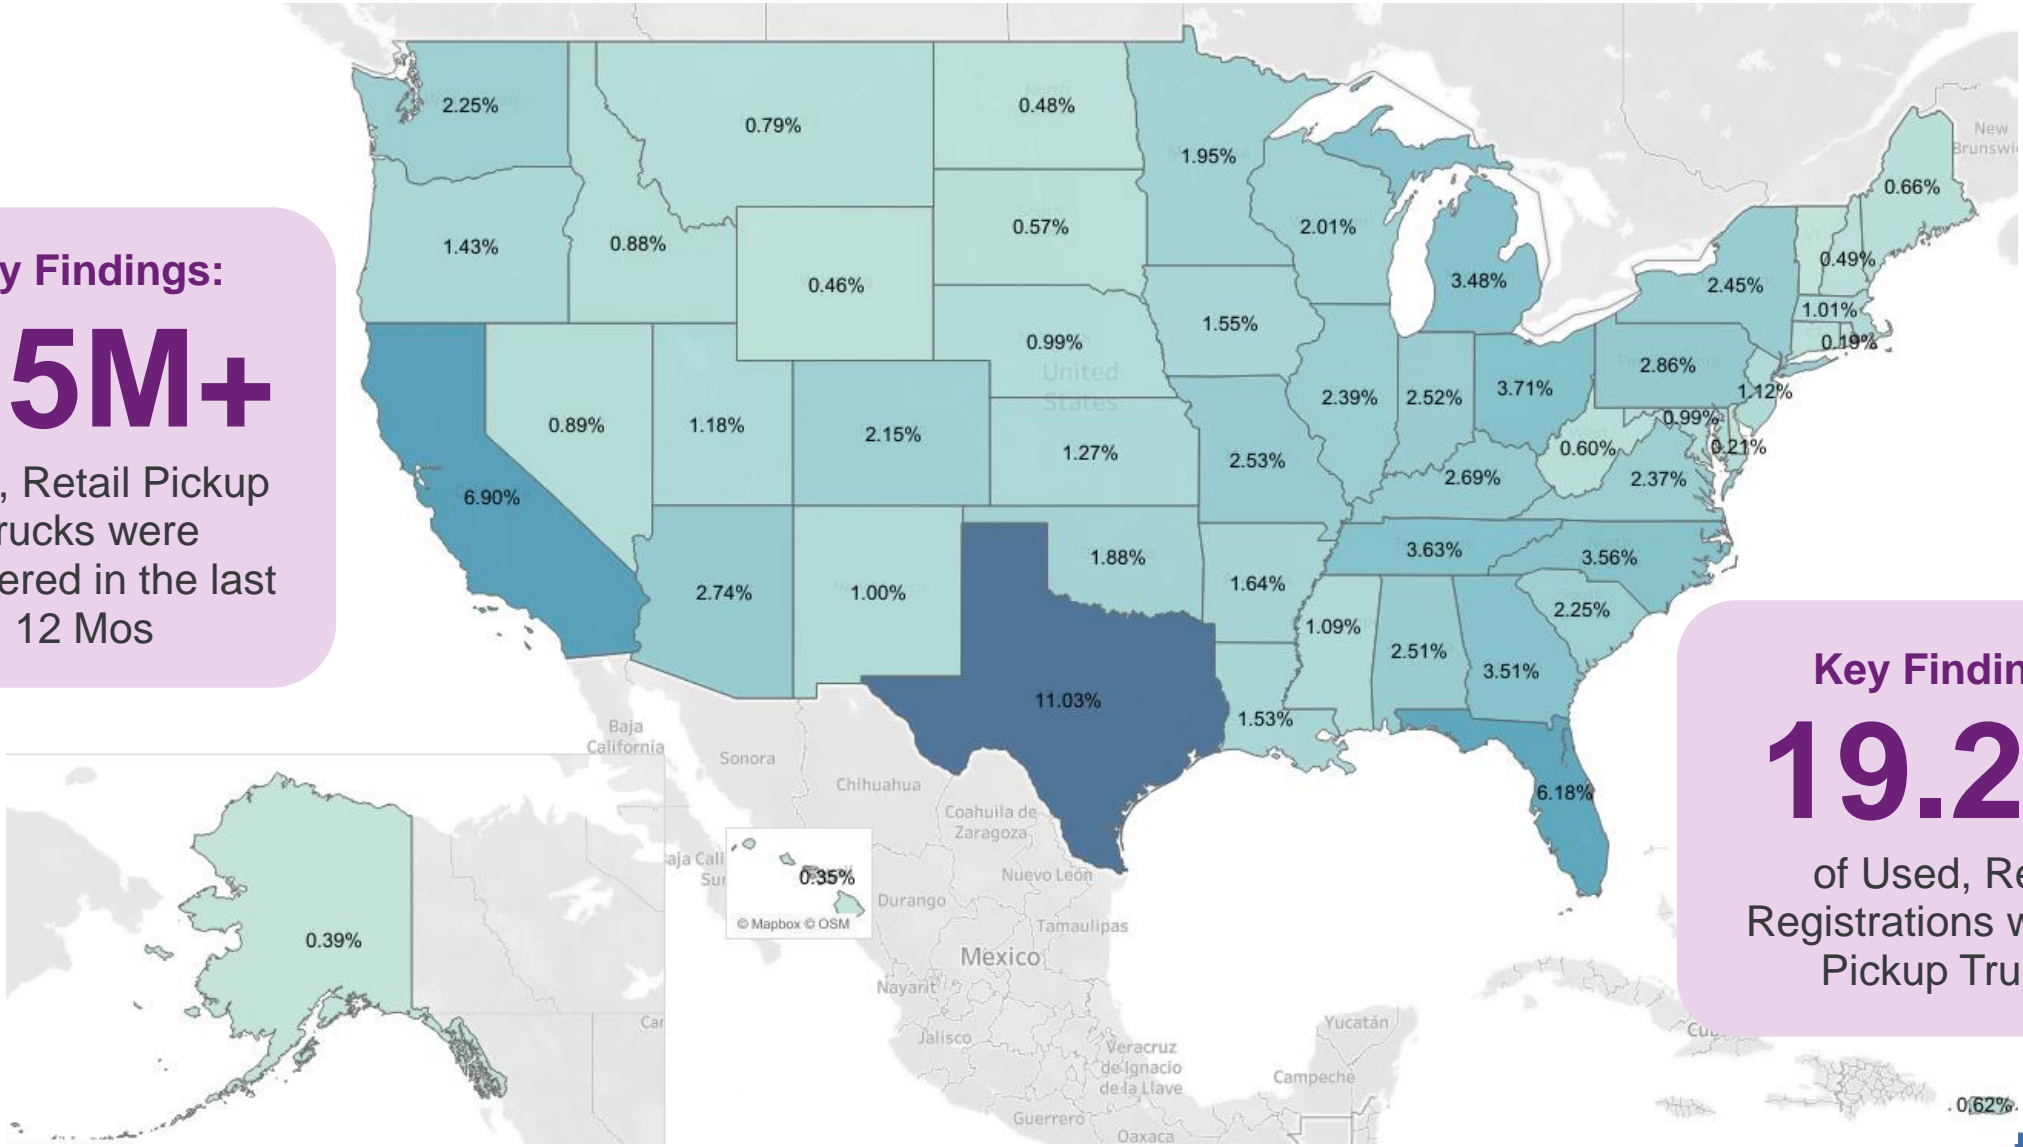 y Findings:
5M+
, Retail Pickup
rucks were
ered in the last
12 Mos
2.25%
0.79%
0.48%
1.95%
0.66%
New
Brunswi
1.43%
0.88%
0.57%
2.01%
0.46%
3.48%
2.45%
0.49%
1.01%
0.99%
1.55%
0.19%
United
States
2.86%
1.12%
0.89%
1.18%
2.15%
2.39%
2.52%
3.71%
0.99%
1.27%
2.53%
0.60%
0.21%
6.90%
2.69%
2.37%
1.88%
3.63%
3.56%
2.74%
1.00%
1.64%
2.25%
1.09%
2.51%
3.51%
11.03%
1.53%
6.18%
Key Findin
19.2
of Used, Re
Registrations w
Pickup Tru
Baja
California
Sonora
Chihuahua
Coahuila de
Zaragoza
aja Cali
Sur
0.35%
Nuevo León
Durango
© Mapbox © OSM
Tamaulipas
0.39%
Mexico
Nayarit
Jalisco
Yucatán
Veracruz
de Ignacio
de la Llave
Campeche
Guerrero
Oaxaca
Car
0.62%